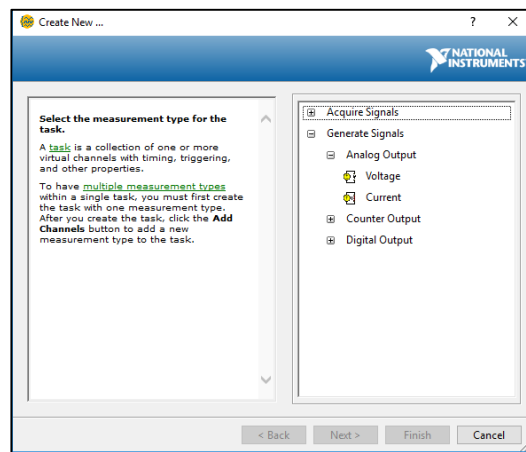 Create New ...
NATIONAL
INSTRUMENTS
Select the measurement type for the
task.
A task is a collection of one or more
virtual channels with timing, triggering,
and other properties.
To have multiple measurement types
within a single task, you must first create
the task with one measurement type.
After you create the task, click the Add
Channels button to add a new
measurement type to the task.
Acquire Signals
Generate Signals
Analog Output
Voltage
Current
Counter Output
Digital Output
< Back Next > Finish Cancel